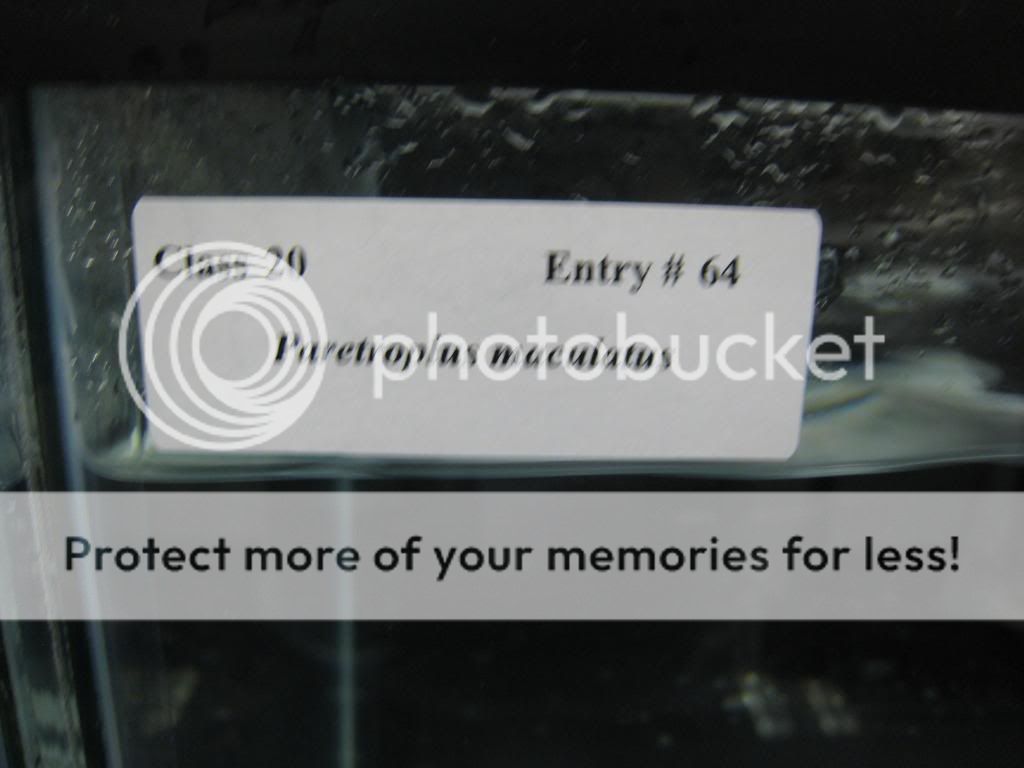 Class 20 Entry # 64
Paretroplus maculatus
photobucket
Protect more of your memories for less!